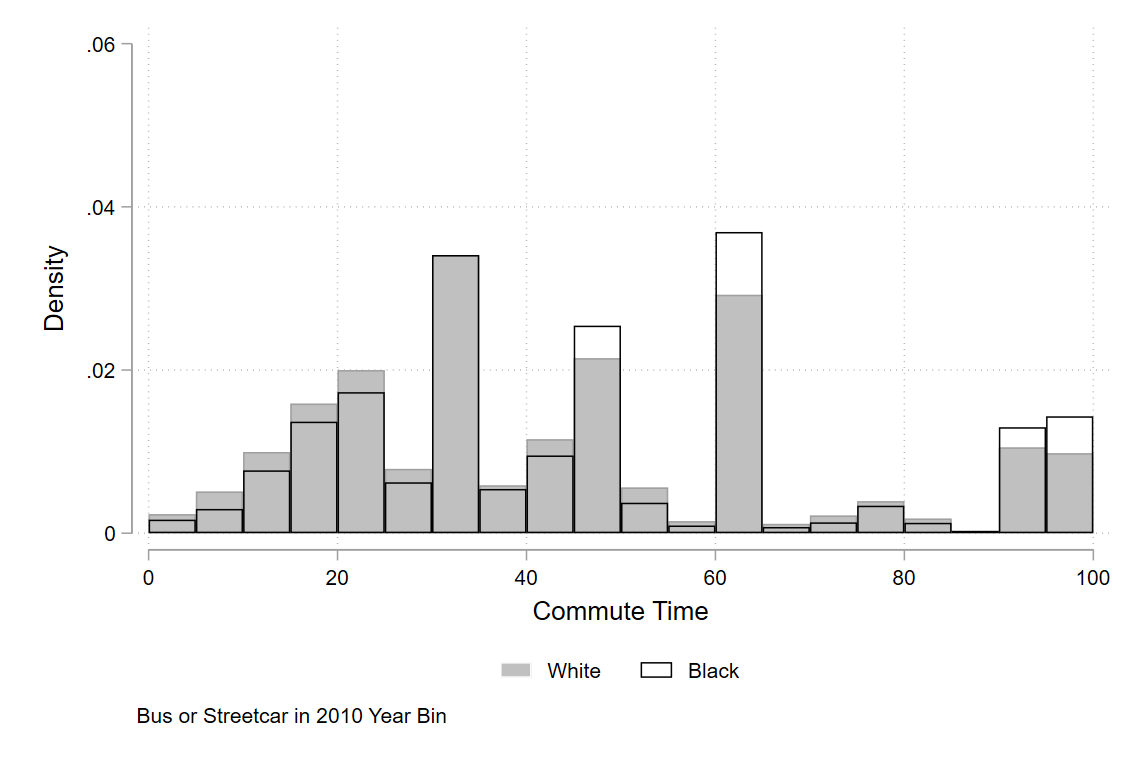 .06
.04
.02
0
Density
0 20 40 60 80 100
Commute Time
White Black
Bus or Streetcar in 2010 Year Bin